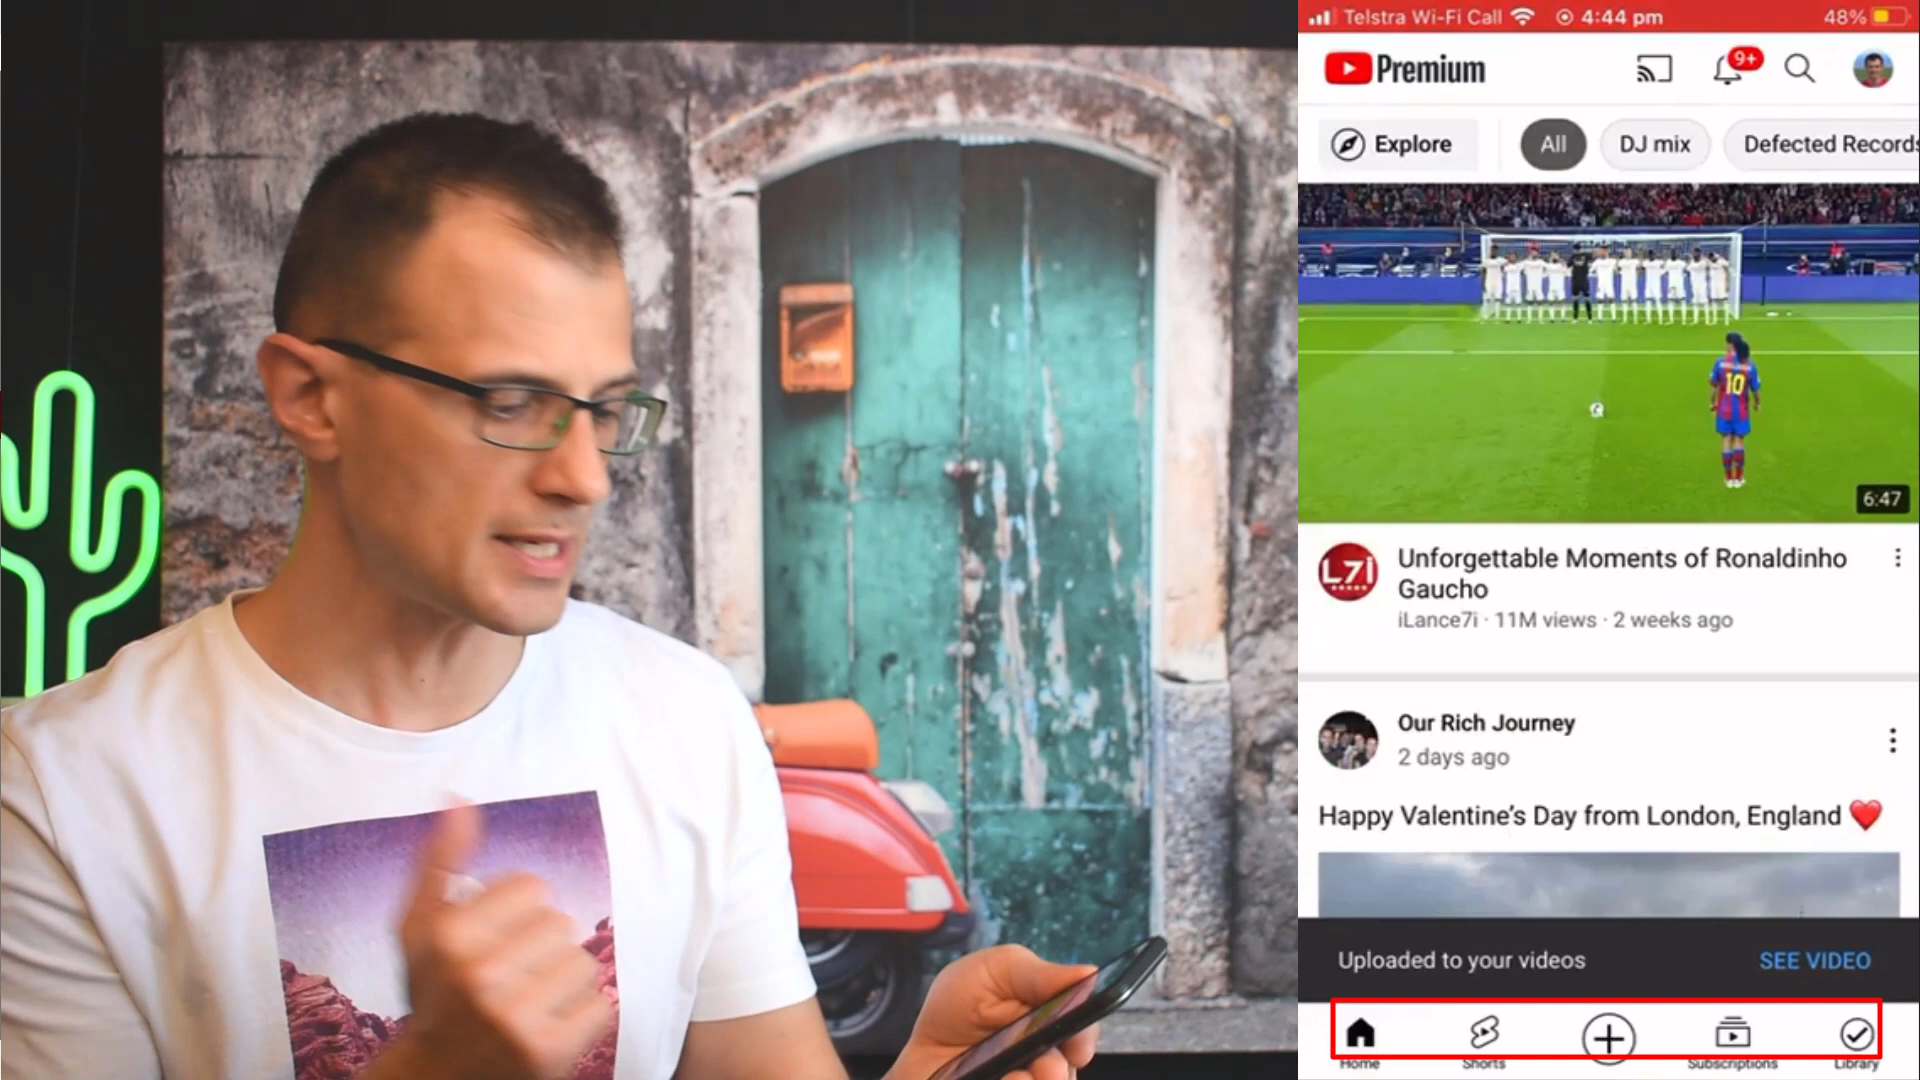 Telstra Wi-Fi Call 4:44 pm 48%
Premium 9+
Explore All DJ mix Defected Records
10
6:47
L7i
Unforgettable Moments of Ronaldinho
Gaucho
iLance7i · 11M views · 2 weeks ago
Our Rich Journey
2 days ago
Happy Valentine's Day from London, England ❤️
Uploaded to your videos SEE VIDEO
Home Shorts Subscriptions Library